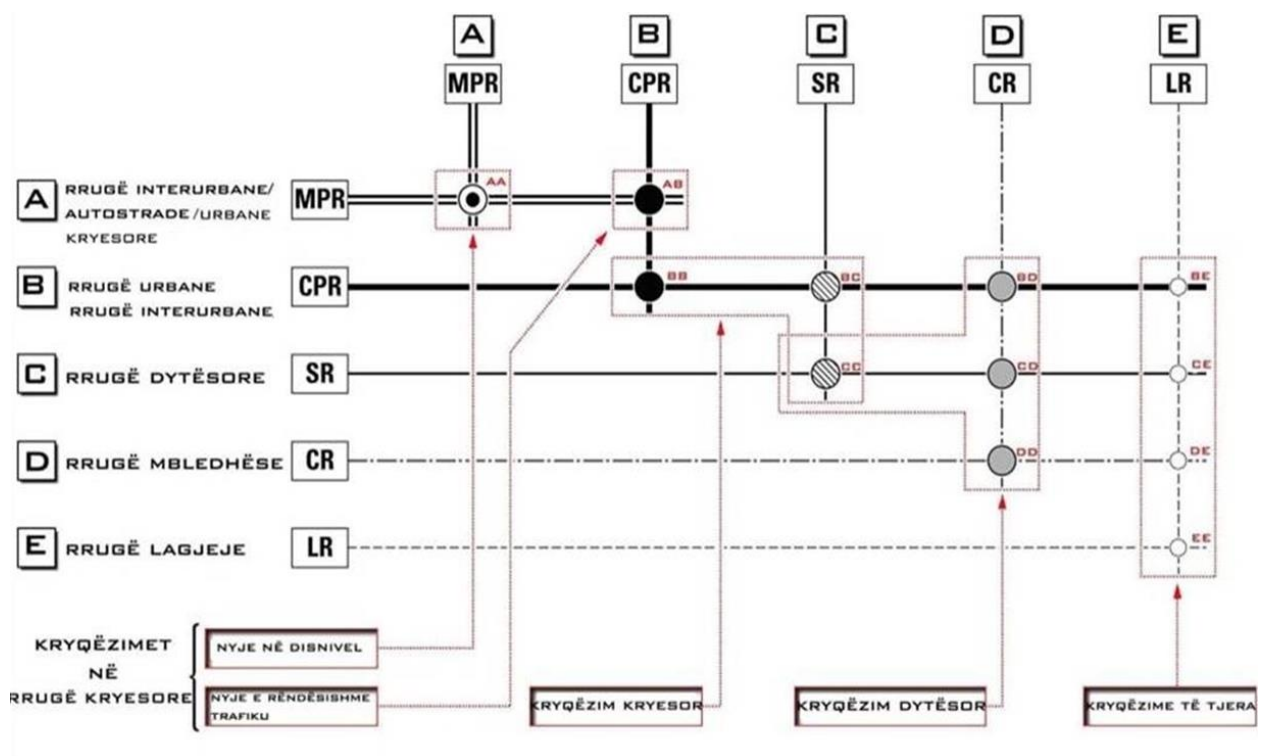 A B C D E
MPR CPR SR CR LR
AA AB
A RRUGË INTERURBANE/ MPR
AUTOSTRADE/URBANE
KRYESORE
BB BC BD BE
B RRUGË URBANE CPR
RRUGË INTERURBANE
CC CD CE
C RRUGË DYTËSORE SR
DD DE
D RRUGË MBLEDHËSE CR
EE
E RRUGË LAGJEJE LR
KRYQËZIMET
NË
RRUGË KRYESORE
NYJE NË DISNIVEL
NYJE E RËNDËSISHME
TRAFIKU
KRYQËZIM KRYESOR
KRYQËZIM DYTËSOR
KRYQËZIME TË TJERA